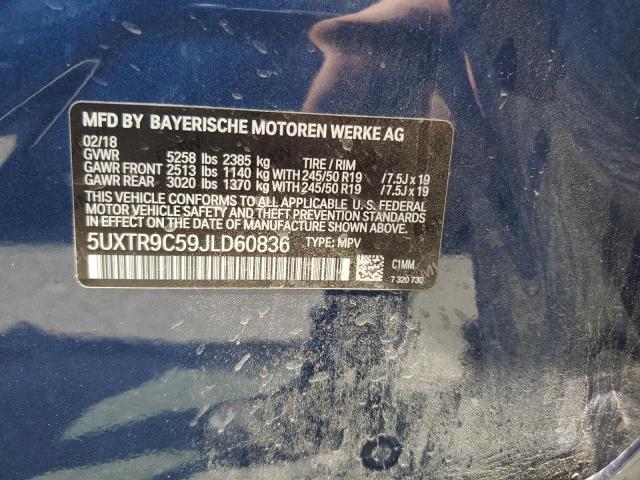 MFD BY BAYERISCHE MOTOREN WERKE AG
02/18
GVWR 5258 lbs 2385 kg TIRE / RIM
GAWR FRONT 2513 lbs 1140 kg WITH 245/50 R19 /7.5J x 19
GAWR REAR 3020 lbs 1370 kg WITH 245/50 R19 /7.5J x 19
THIS VEHICLE CONFORMS TO ALL APPLICABLE U. S. FEDERAL
MOTOR VEHICLE SAFETY AND THEFT PREVENTION STANDARDS
IN EFFECT ON THE DATE OF MANUFACTURE SHOWN ABOVE.
5UXTR9C59JLD60836 TYPE: MPV
C1MM
7 320 730